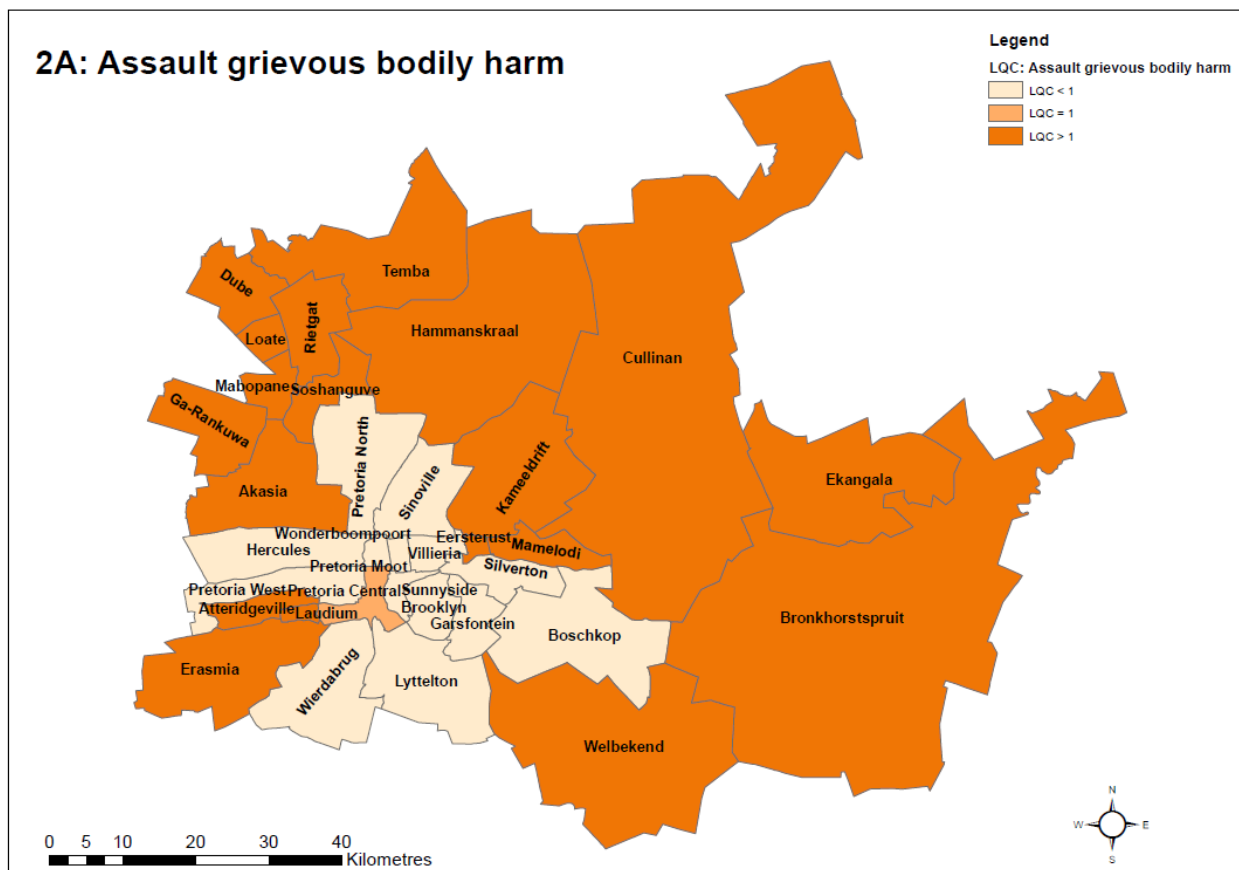 2A: Assault grievous bodily harm
Legend
LQC: Assault grievous bodily harm
LQC < 1
LQC = 1
LQC > 1
Temba
Dube
Rietgat
Hammanskraal
Loate
Cullinan
Mabopane
Soshanguve
Ga-Rankuwa
Pretoria North
Sinoville
Kameeldrift
Ekangala
Akasia
Wonderboompoort
Eersterust
Hercules
Villieria
Mamelodi
Pretoria Moot
Silverton
Pretoria West
Pretoria Central
Sunnyside
Atteridgeville
Laudium
Brooklyn
Garsfontein
Boschkop
Bronkhorstspruit
Erasmia
Wierdabrug
Lyttelton
Welbekend
N
W
E
S
0 5 10 20 30 40
Kilometres